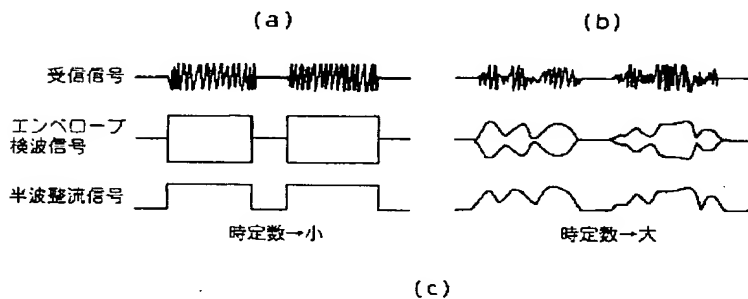 (a)
(b)
受信信号
エンベロープ
検波信号
半波整流信号
時定数→小
時定数→大
(c)